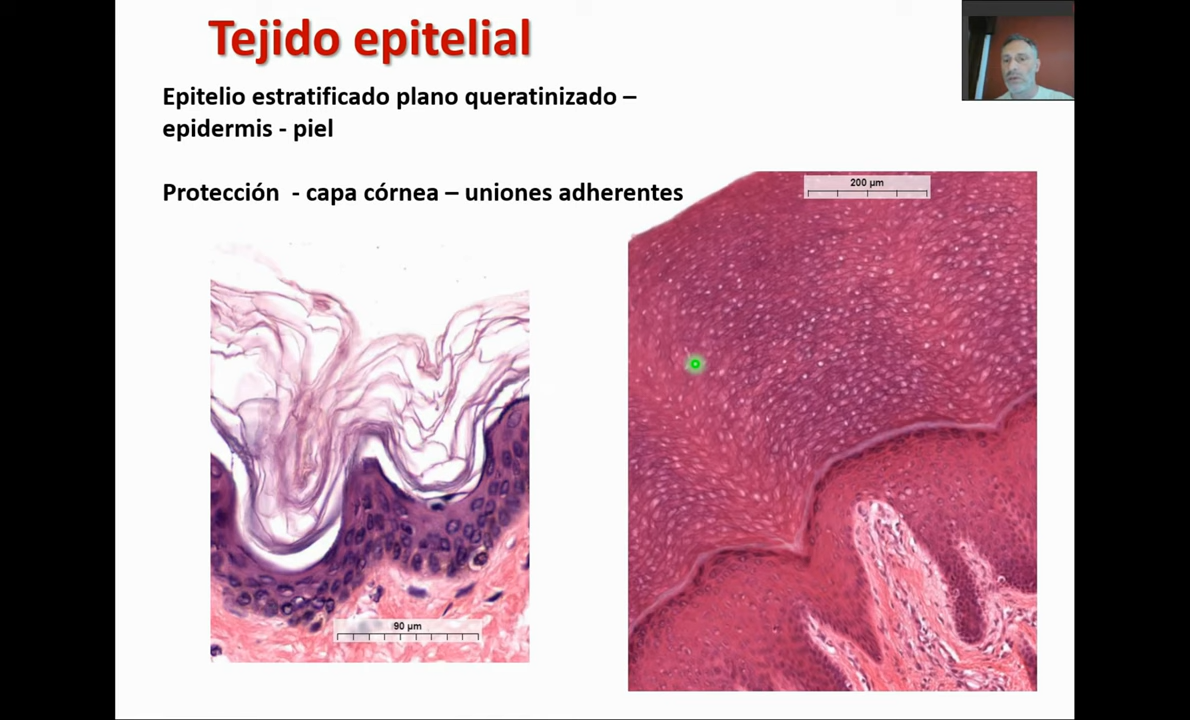 Tejido epitelial
Epitelio estratificado plano queratinizado –
epidermis - piel
Protección - capa córnea – uniones adherentes
200 µm
90 µm